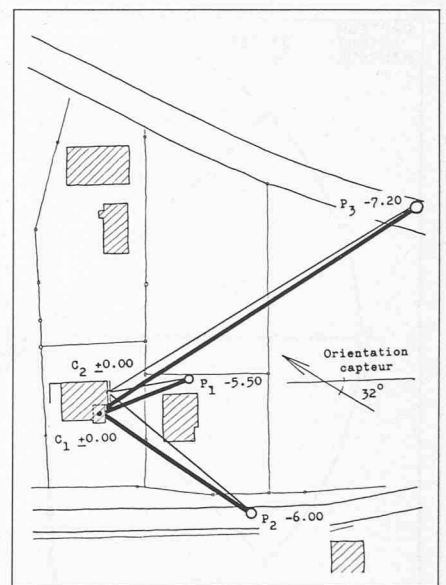 P3 -7.20
C2 ±0.00
Orientation
capteur
32°
P1 -5.50
C1 ±0.00
P2 -6.00